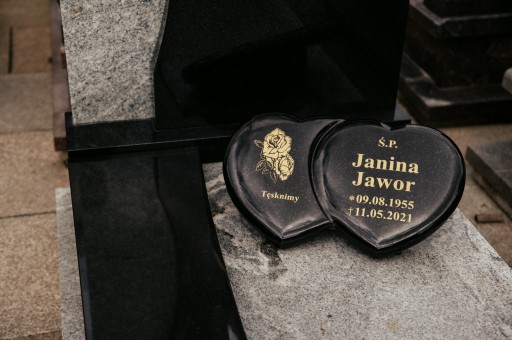 Tęsknimy
Ś.P.
Janina
Jawor
*09.08.1955
†11.05.2021